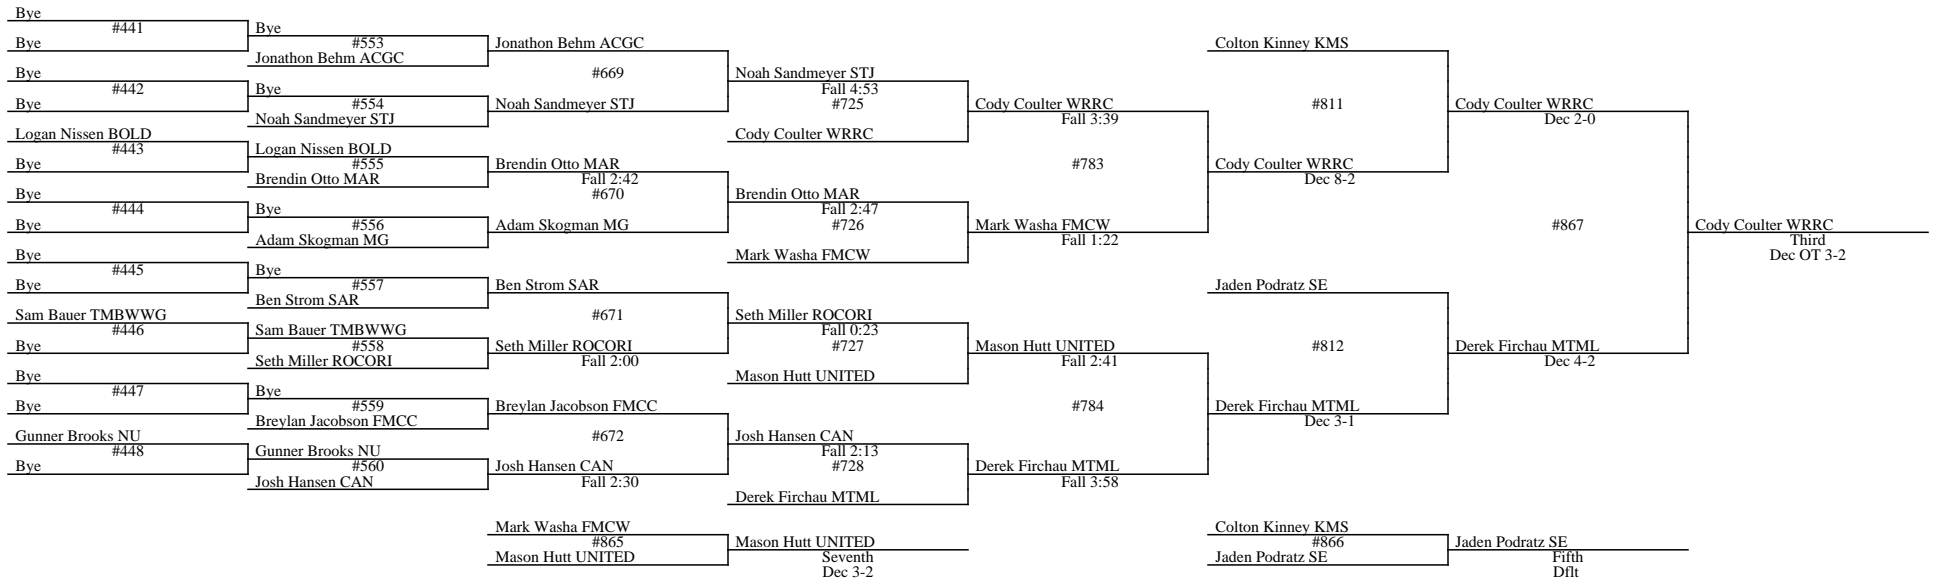 Bye
#441
Bye
Bye
#442
Bye
Logan Nissen BOLD
#443
Bye
Bye
#444
Bye
Bye
#445
Bye
Sam Bauer TMBWWG
#446
Bye
Bye
#447
Bye
Gunner Brooks NU
#448
Bye
Bye
#553
Jonathon Behm ACGC
Bye
#554
Noah Sandmeyer STJ
Logan Nissen BOLD
#555
Brendin Otto MAR
Bye
#556
Adam Skogman MG
Bye
#557
Ben Strom SAR
Sam Bauer TMBWWG
#558
Seth Miller ROCORI
Bye
#559
Breylan Jacobson FMCC
Gunner Brooks NU
#560
Josh Hansen CAN
Jonathon Behm ACGC
#669
Noah Sandmeyer STJ
Brendin Otto MAR
Fall 2:42
#670
Adam Skogman MG
Ben Strom SAR
#671
Seth Miller ROCORI
Fall 2:00
Breylan Jacobson FMCC
#672
Josh Hansen CAN
Fall 2:30
Noah Sandmeyer STJ
Fall 4:53
#725
Cody Coulter WRRC
Brendin Otto MAR
Fall 2:47
#726
Mark Washa FMCW
Seth Miller ROCORI
Fall 0:23
#727
Mason Hutt UNITED
Josh Hansen CAN
Fall 2:13
#728
Derek Firchau MTML
Cody Coulter WRRC
Fall 3:39
#783
Mark Washa FMCW
Fall 1:22
Mason Hutt UNITED
Fall 2:41
#784
Derek Firchau MTML
Fall 3:58
Colton Kinney KMS
#811
Cody Coulter WRRC
Dec 8-2
Jaden Podratz SE
#812
Derek Firchau MTML
Dec 3-1
Cody Coulter WRRC
Dec 2-0
#867
Derek Firchau MTML
Dec 4-2
Cody Coulter WRRC
Third
Dec OT 3-2
Mark Washa FMCW
#865
Mason Hutt UNITED
Mason Hutt UNITED
Seventh
Dec 3-2
Colton Kinney KMS
#866
Jaden Podratz SE
Jaden Podratz SE
Fifth
Dflt